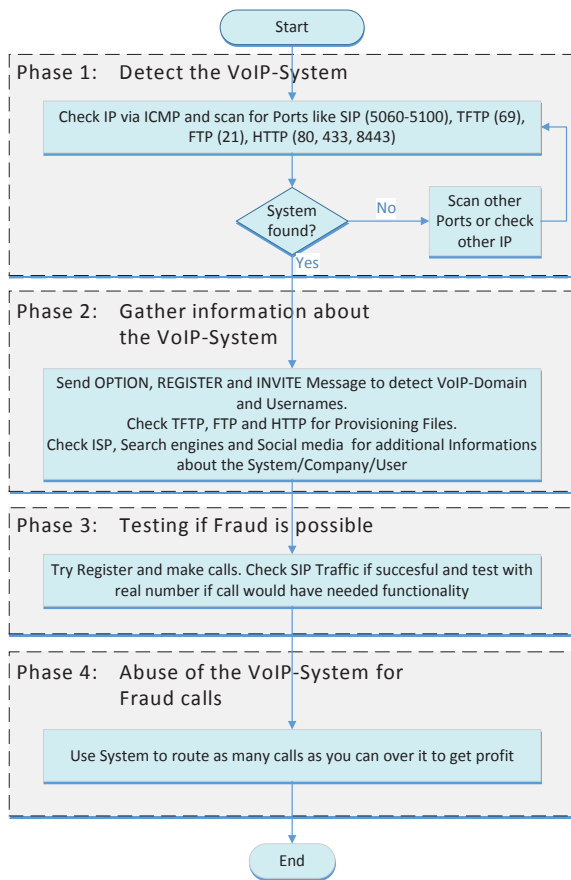 Start
Phase 1: Detect the VoIP-System
Check IP via ICMP and scan for Ports like SIP (5060-5100), TFTP (69),
FTP (21), HTTP (80, 433, 8443)
System
found?
No
Scan other
Ports or check
other IP
Yes
Phase 2: Gather information about
the VoIP-System
Send OPTION, REGISTER and INVITE Message to detect VoIP-Domain
and Usernames.
Check TFTP, FTP and HTTP for Provisioning Files.
Check ISP, Search engines and Social media for additional Informations
about the System/Company/User
Phase 3: Testing if Fraud is possible
Try Register and make calls. Check SIP Traffic if succesful and test with
real number if call would have needed functionality
Phase 4: Abuse of the VoIP-System for
Fraud calls
Use System to route as many calls as you can over it to get profit
End